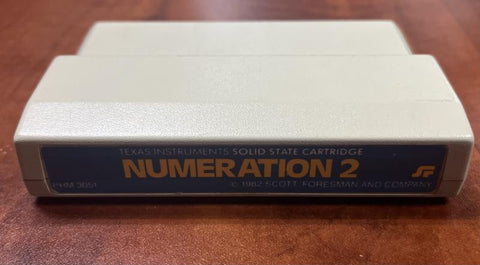 TEXAS INSTRUMENTS SOLID STATE CARTRIDGE
NUMERATION 2
PHM 3051
© 1982 SCOTT, FORESMAN AND COMPANY